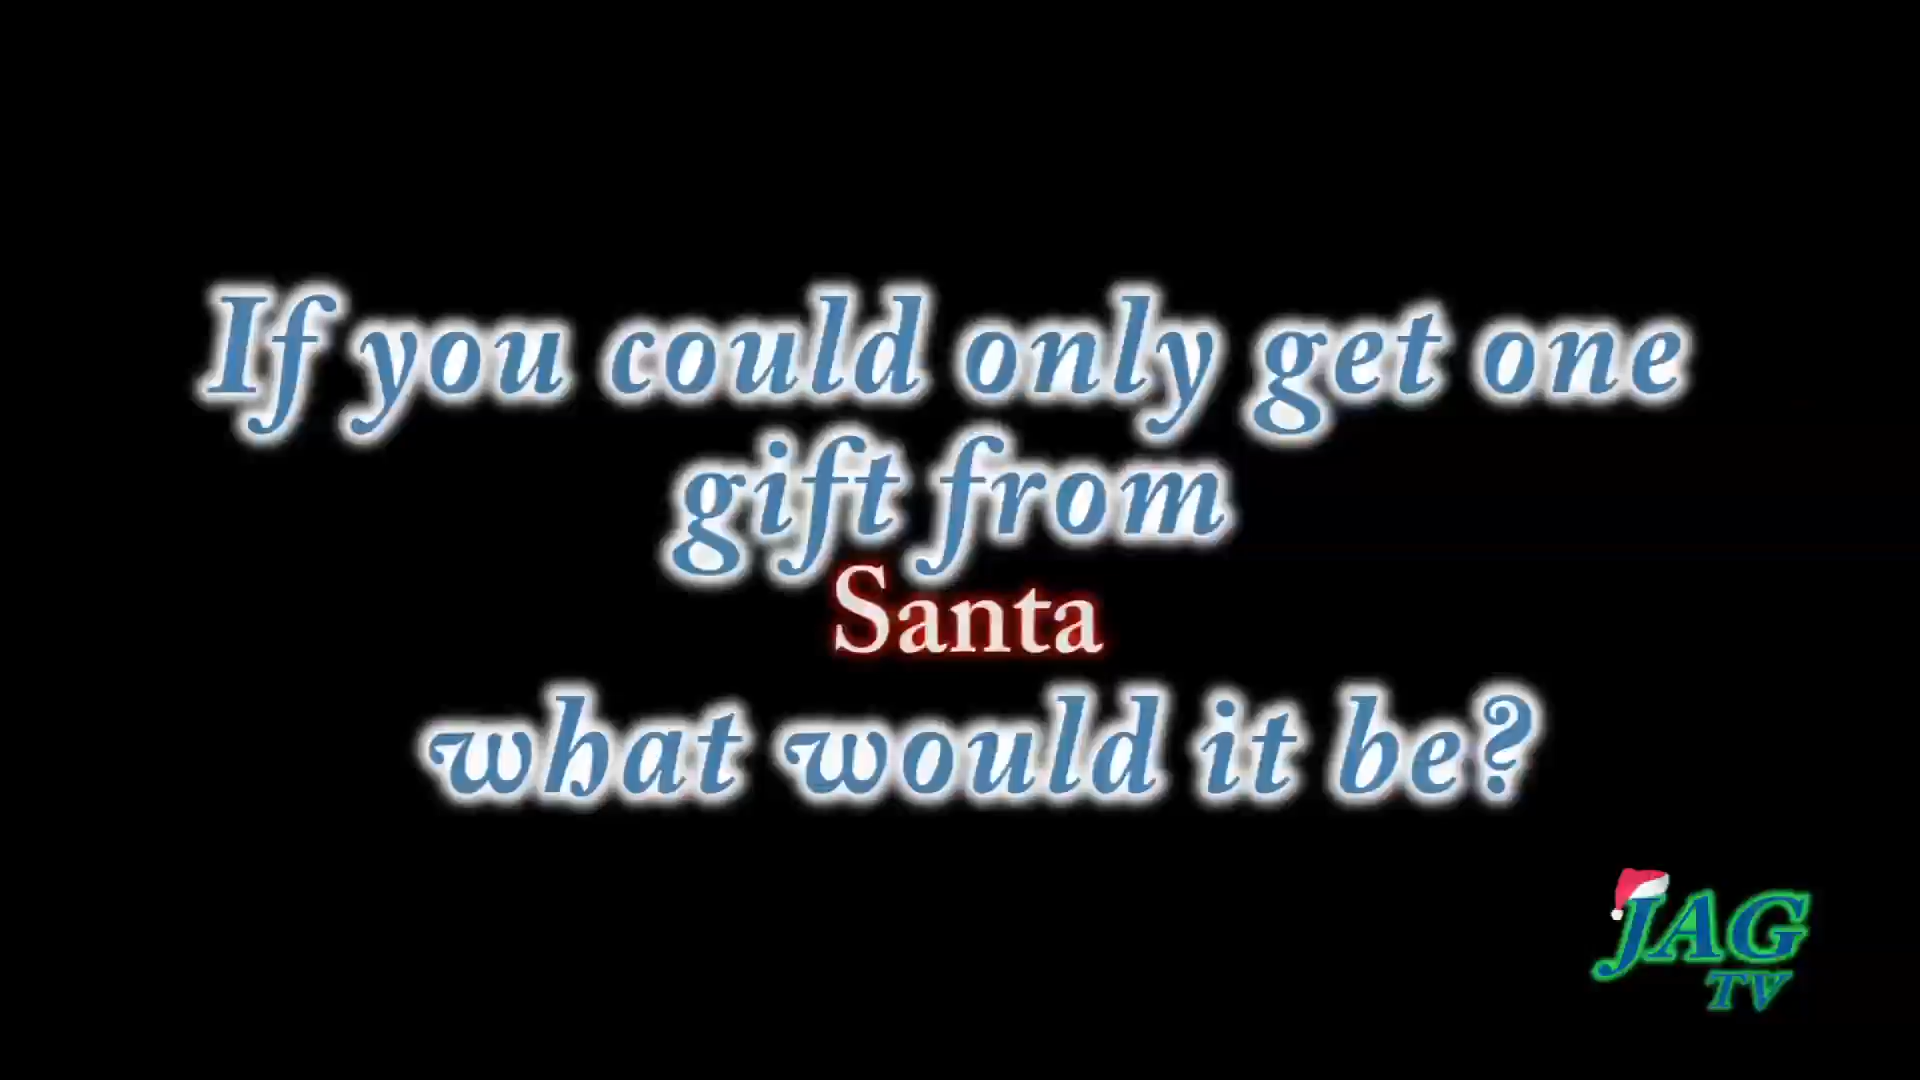 If you could only get one
gift from
Santa
what would it be?
JAG
TV